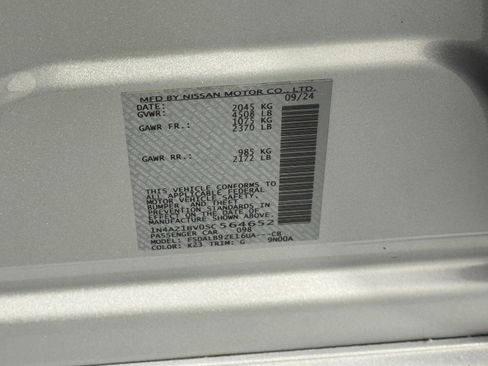 MFD BY NISSAN MOTOR CO., LTD.
DATE: 09/24
GVWR: 2045 KG
4508 LB
GAWR FR.: 1075 KG
2370 LB
GAWR RR.: 985 KG
2172 LB
THIS VEHICLE CONFORMS TO
ALL APPLICABLE FEDERAL
MOTOR VEHICLE SAFETY,
BUMPER, AND THEFT
PREVENTION STANDARDS IN
EFFECT ON THE DATE OF
MANUFACTURE SHOWN ABOVE.
1N4AZ1BV0SC564652
PASSENGER CAR 098
MODEL: FSDALB9ZE16UA---CB
COLOR: K23 TRIM: G 9N00A